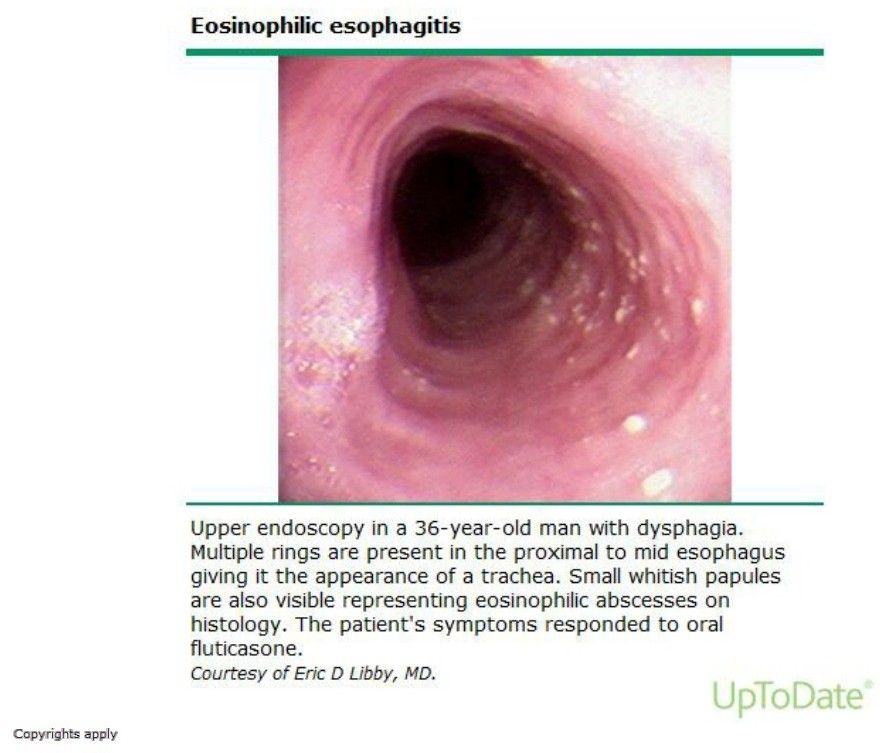 Eosinophilic esophagitis
Upper endoscopy in a 36-year-old man with dysphagia.
Multiple rings are present in the proximal to mid esophagus
giving it the appearance of a trachea. Small whitish papules
are also visible representing eosinophilic abscesses on
histology. The patient's symptoms responded to oral
fluticasone.
Courtesy of Eric D Libby, MD.
UpToDate®
Copyrights apply